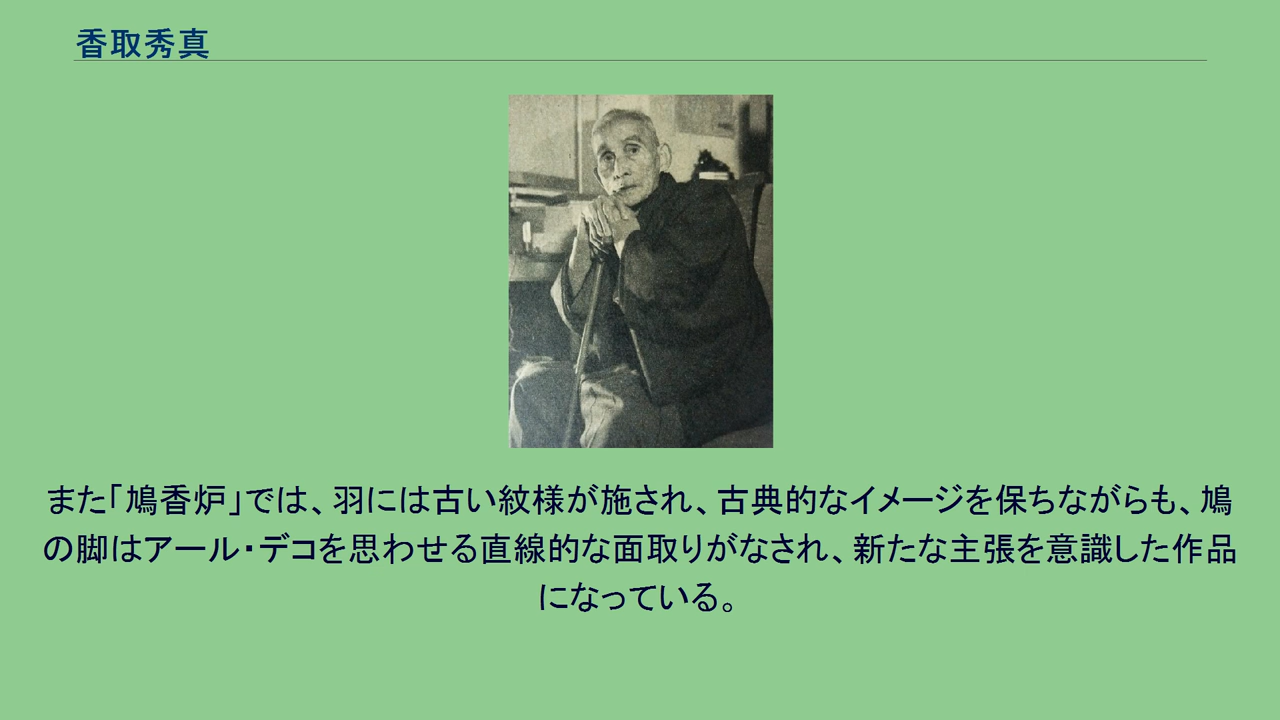 香取秀真
また「鳩香炉」では、羽には古い紋様が施され、古典的なイメージを保ちながらも、鳩
の脚はアール・デコを思わせる直線的な面取りがなされ、新たな主張を意識した作品
になっている。